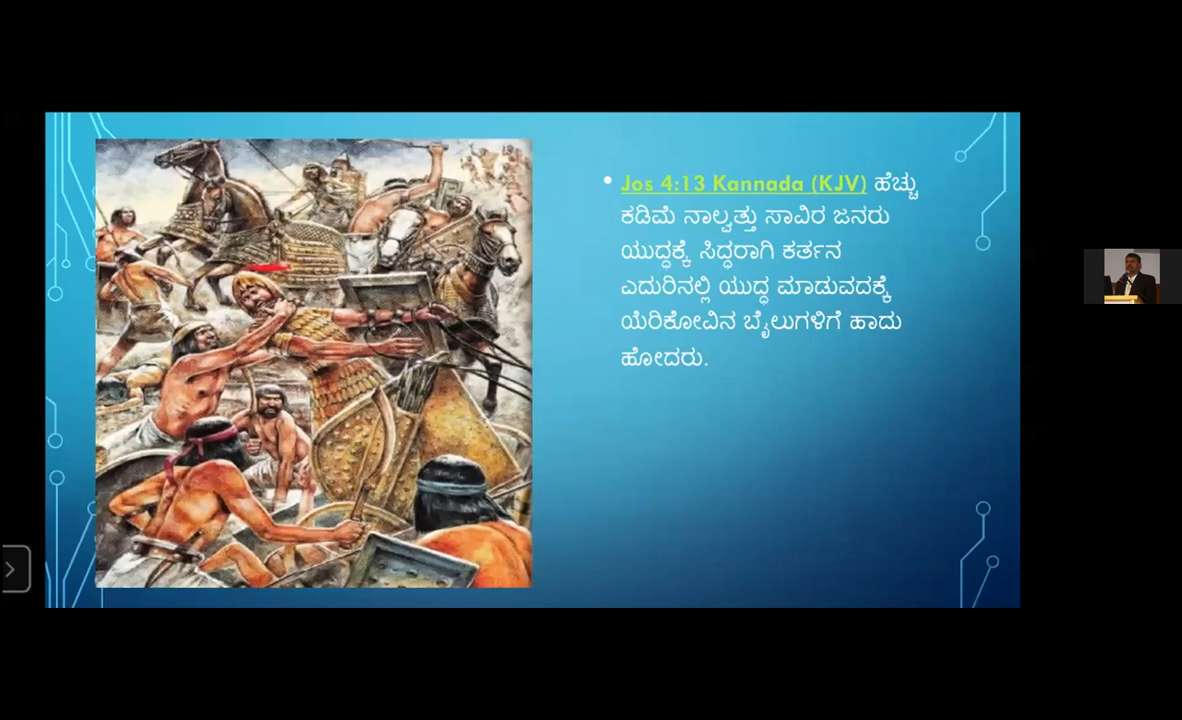 • Jos 4:13 Kannada (KJV) ಹೆಚ್ಚು
ಕಡಿಮೆ ನಾಲ್ವತ್ತು ಸಾವಿರ ಜನರು
ಯುದ್ಧಕ್ಕೆ ಸಿದ್ಧರಾಗಿ ಕರ್ತನ
ಎದುರಿನಲ್ಲಿ ಯುದ್ಧ ಮಾಡುವದಕ್ಕೆ
ಯೆರಿಕೋವಿನ ಬೈಲುಗಳಿಗೆ ಹಾದು
ಹೋದರು.